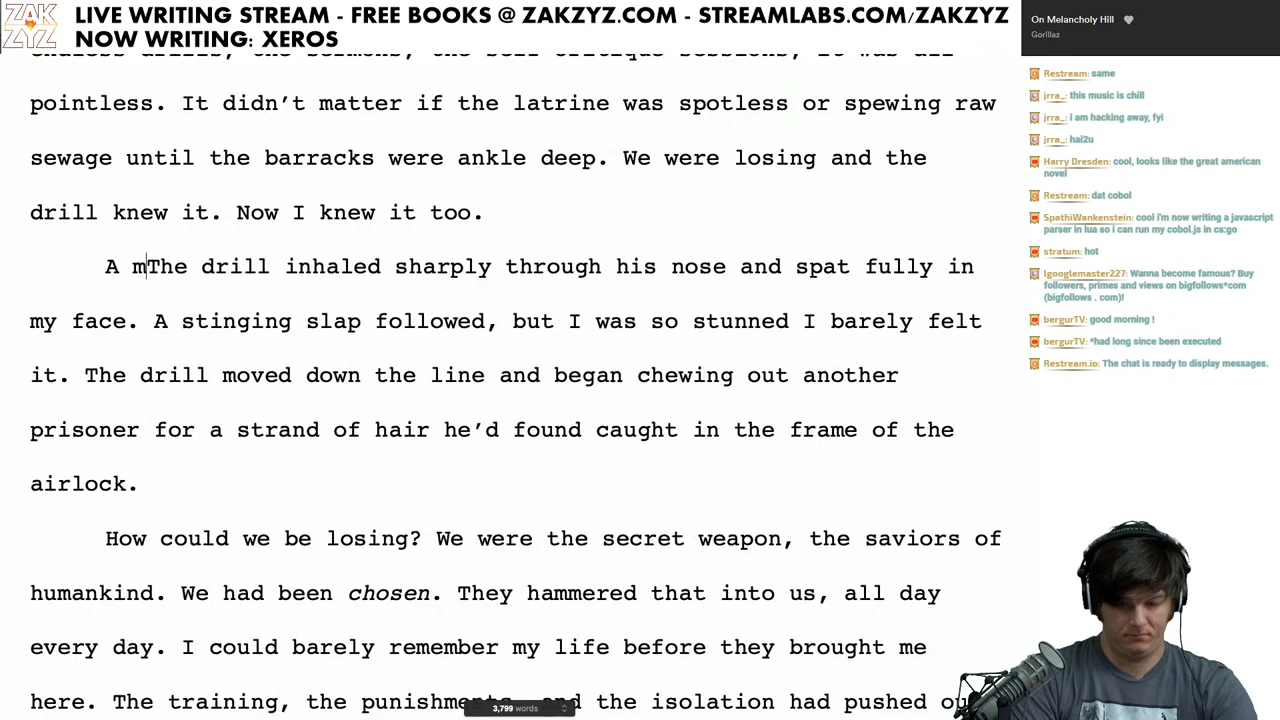 ZAK
ZYZ
LIVE WRITING STREAM - FREE BOOKS @ ZAKZYZ.COM - STREAMLABS.COM/ZAKZYZ
NOW WRITING: XEROS
pointless. It didn’t matter if the latrine was spotless or spewing raw
sewage until the barracks were ankle deep. We were losing and the
drill knew it. Now I knew it too.
A mThe drill inhaled sharply through his nose and spat fully in
my face. A stinging slap followed, but I was so stunned I barely felt
it. The drill moved down the line and began chewing out another
prisoner for a strand of hair he’d found caught in the frame of the
airlock.
How could we be losing? We were the secret weapon, the saviors of
humankind. We had been chosen. They hammered that into us, all day
every day. I could barely remember my life before they brought me
here. The training, the punishments, and the isolation had pushed
3,799 words
On Melancholy Hill
Gorillaz
Restream: same
jrra_: this music is chill
jrra_: i am hacking away, fyi
jrra_: hai2u
Harry Dresden: cool, looks like the great american
novel
Restream: dat cobol
SpathiWankenstein: cool i'm now writing a javascript
parser in lua so i can run my cobol.js in cs:go
stratum: hot
lgooglemaster227: Wanna become famous? Buy
followers, primes and views on bigfollows*com
(bigfollows . com)!
bergurTV: good morning !
bergurTV: *had long since been executed
Restream.io: The chat is ready to display messages.